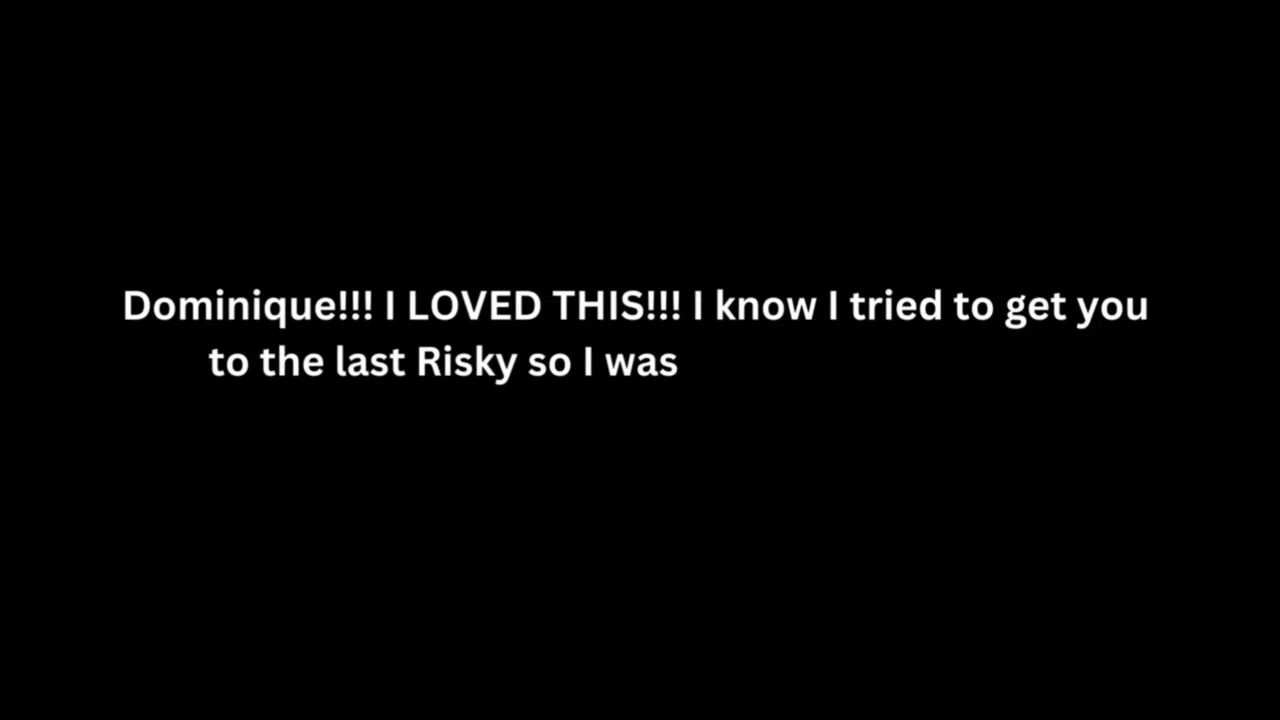 Dominique!!! I LOVED THIS!!! I know I tried to get you
to the last Risky so I was